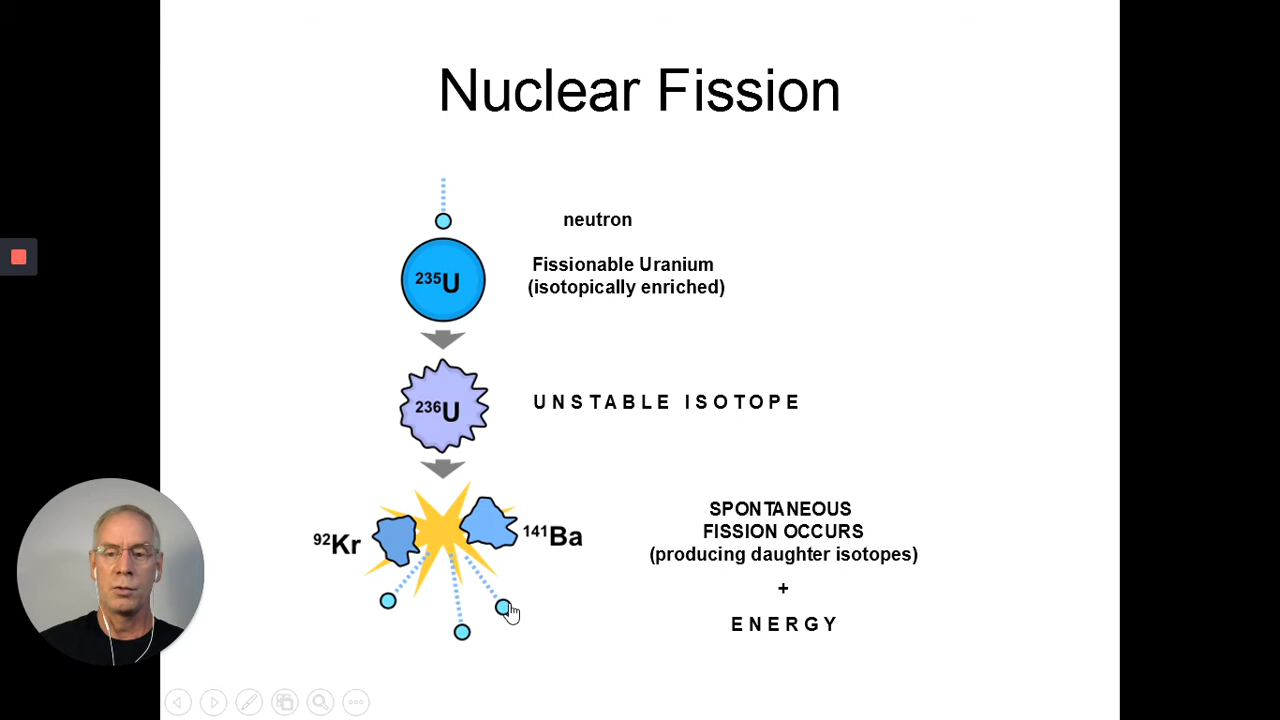 Nuclear Fission
neutron
Fissionable Uranium
(isotopically enriched)
²³⁵U
²³⁶U
UNSTABLE ISOTOPE
⁹²Kr
¹⁴¹Ba
SPONTANEOUS
FISSION OCCURS
(producing daughter isotopes)
+
ENERGY